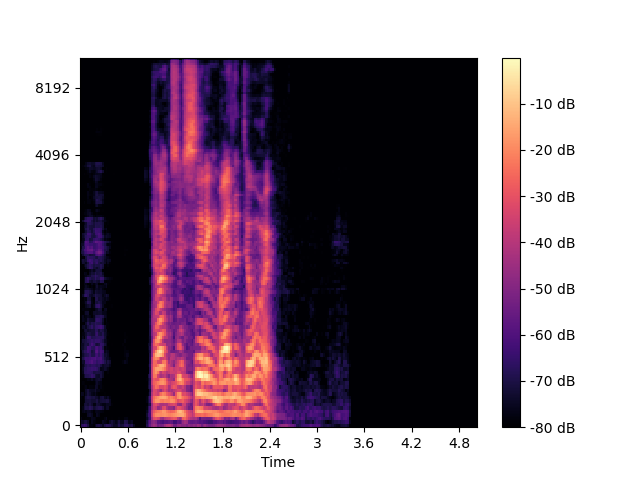 8192
4096
2048
1024
512
0
Hz
0 0.6 1.2 1.8 2.4 3 3.6 4.2 4.8
Time
-10 dB
-20 dB
-30 dB
-40 dB
-50 dB
-60 dB
-70 dB
-80 dB